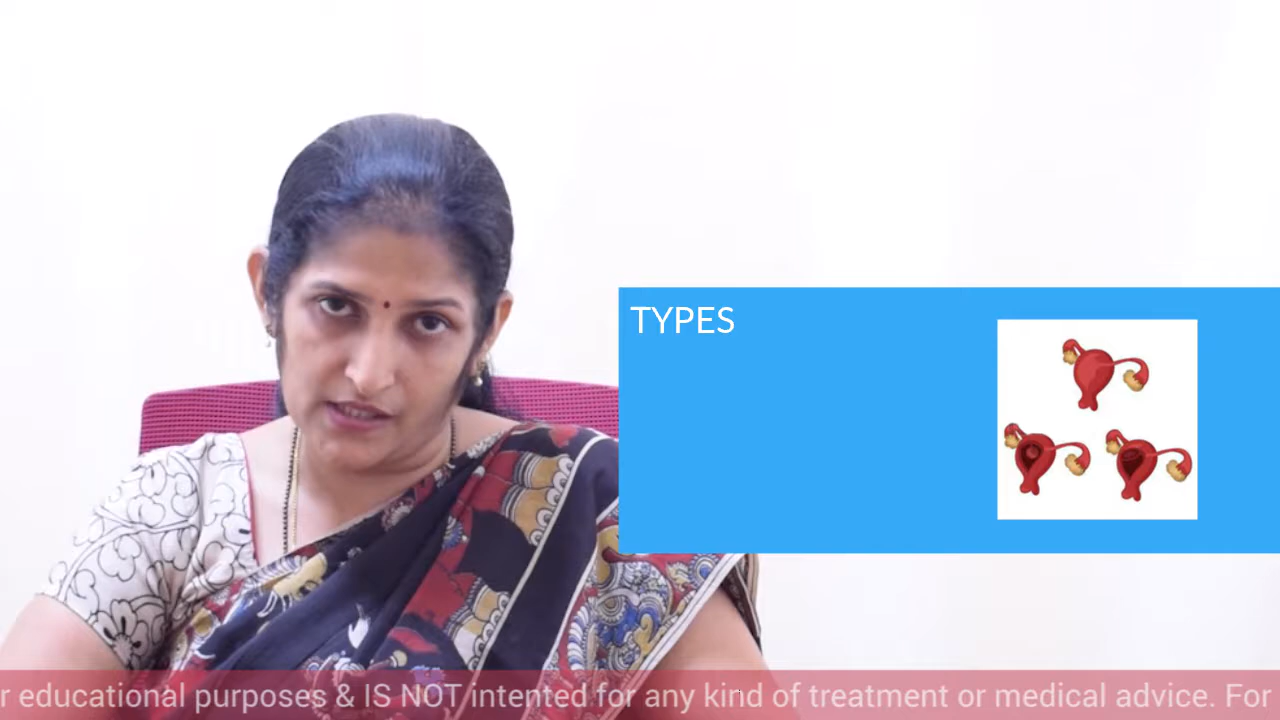 TYPES
r educational purposes & IS NOT intented for any kind of treatment or medical advice. For